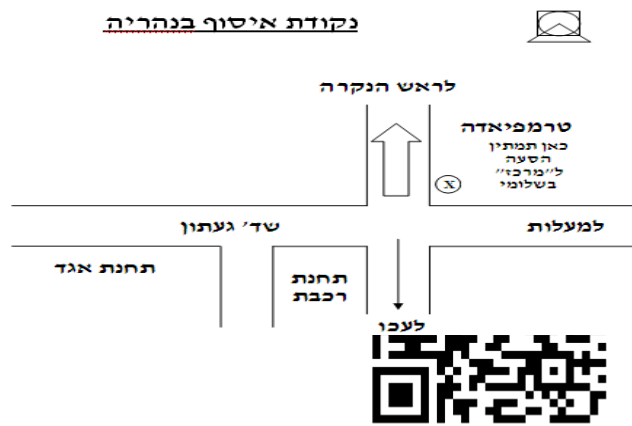 נקודת איסוף בנהריה
לראש הנקרה
טרמפיאדה
כאן תמתין
הסעה
ל"מרכז"
בשלומי
X
שד' געתון
למעלות
תחנת אגד
תחנת
רכבת
לעכו